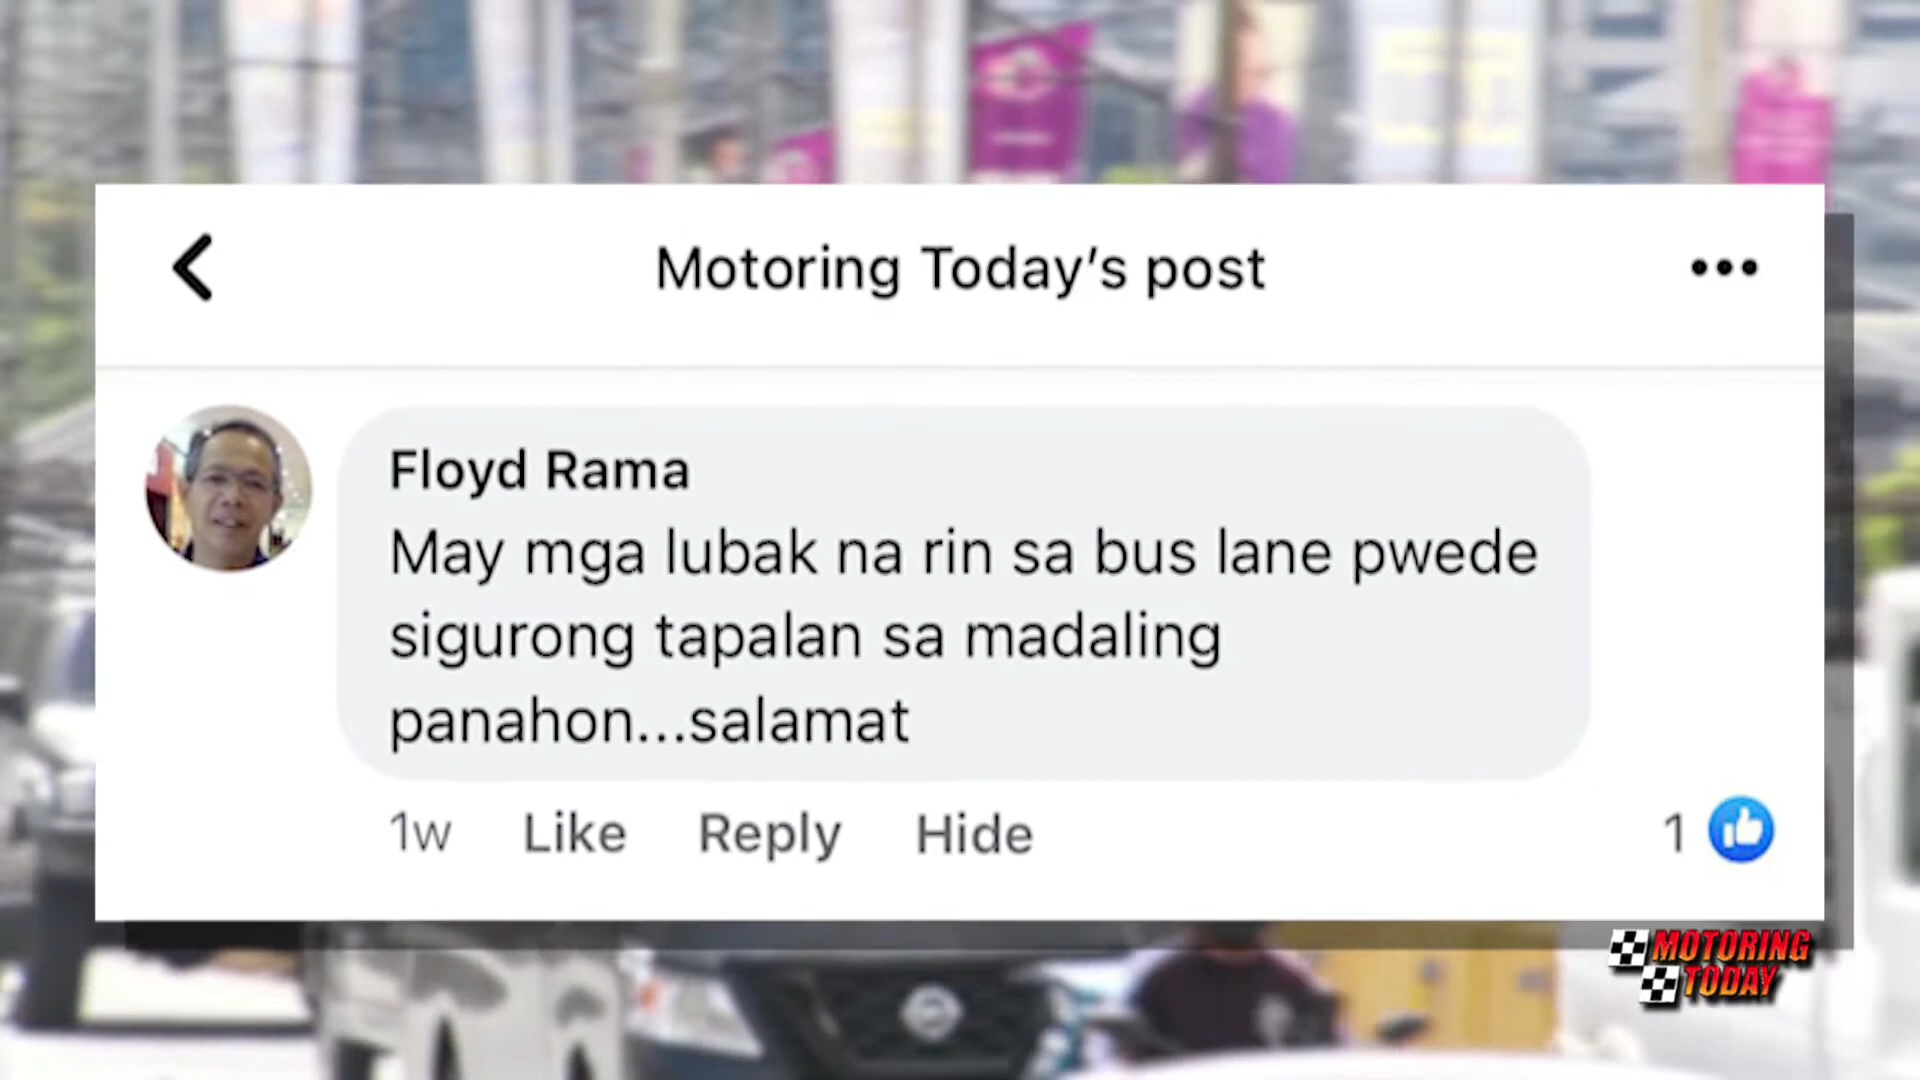 Motoring Today's post
Floyd Rama
May mga lubak na rin sa bus lane pwede
sigurong tapalan sa madaling
panahon...salamat
1w Like Reply Hide 1
MOTORING
TODAY